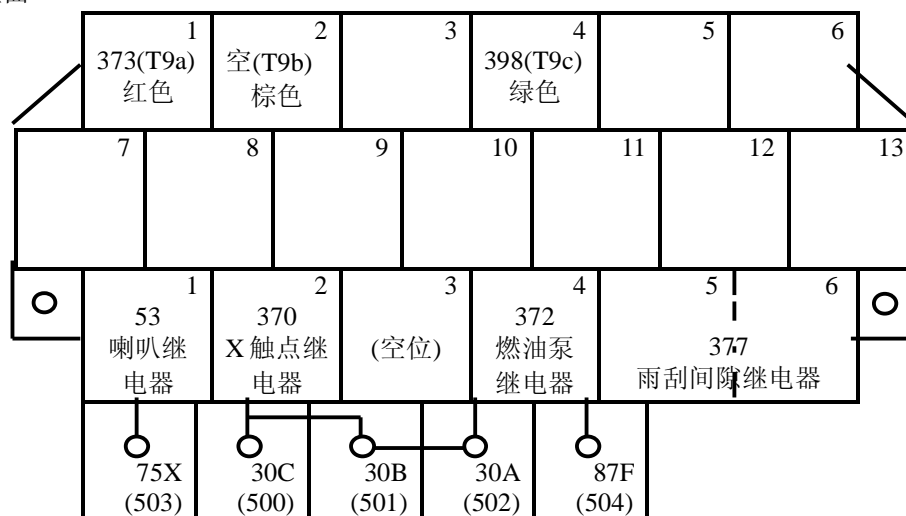 1 2 3 4 5 6
373(T9a) 空(T9b) 398(T9c)
红色 棕色 绿色
7 8 9 10 11 12 13
1 2 3 4 5 6
53 370 372
喇叭继 X 触点继 (空位) 燃油泵 377
电器 电器 继电器 雨刮间隙继电器
75X 30C 30B 30A 87F
(503) (500) (501) (502) (504)